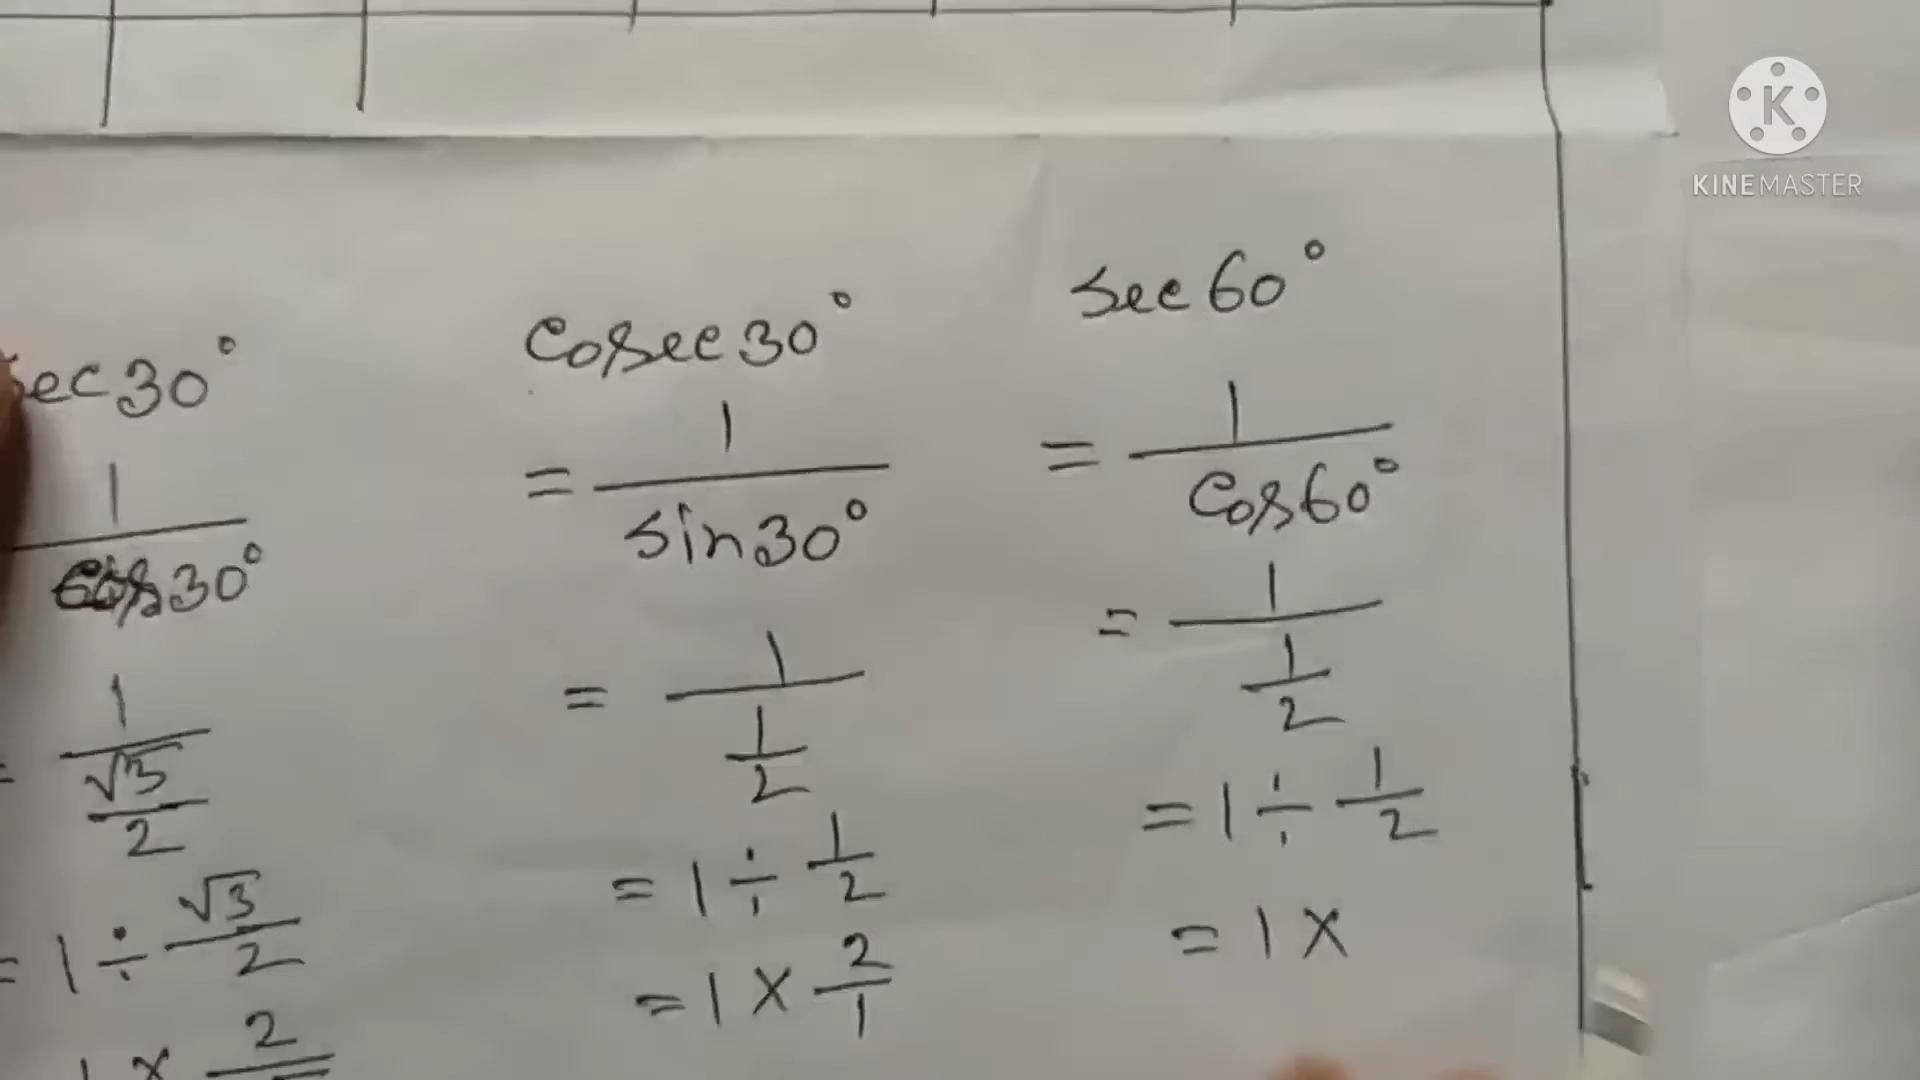 sec30°
1
cos30°
= 1
√3
2
= 1 ÷ √3
2
1 × 2
cosec30°
= 1
sin30°
= 1
1
2
= 1 ÷ 1
2
= 1 × 2
1
sec60°
= 1
cos60°
= 1
1
2
= 1 ÷ 1
2
= 1 ×
K
KINEMASTER